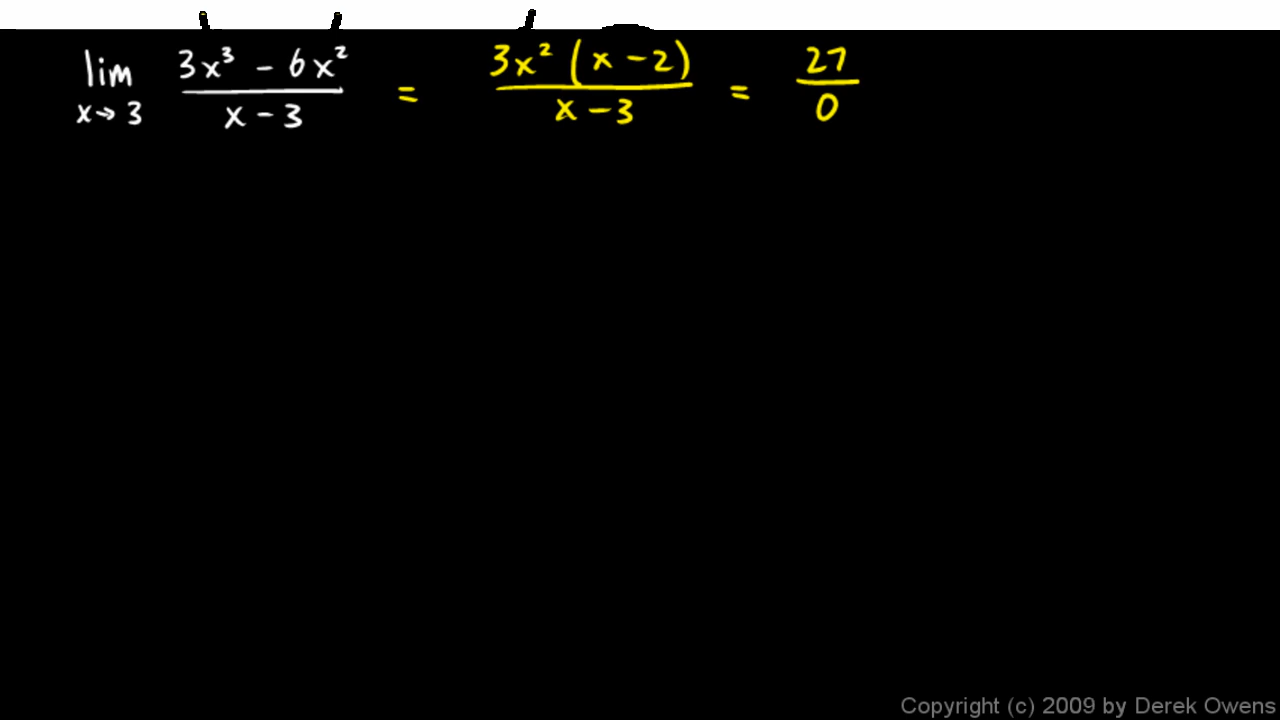 lim x→3 (3x³ - 6x²)/(x - 3) = (3x² (x - 2))/(x - 3) = 27/0
Copyright (c) 2009 by Derek Owens